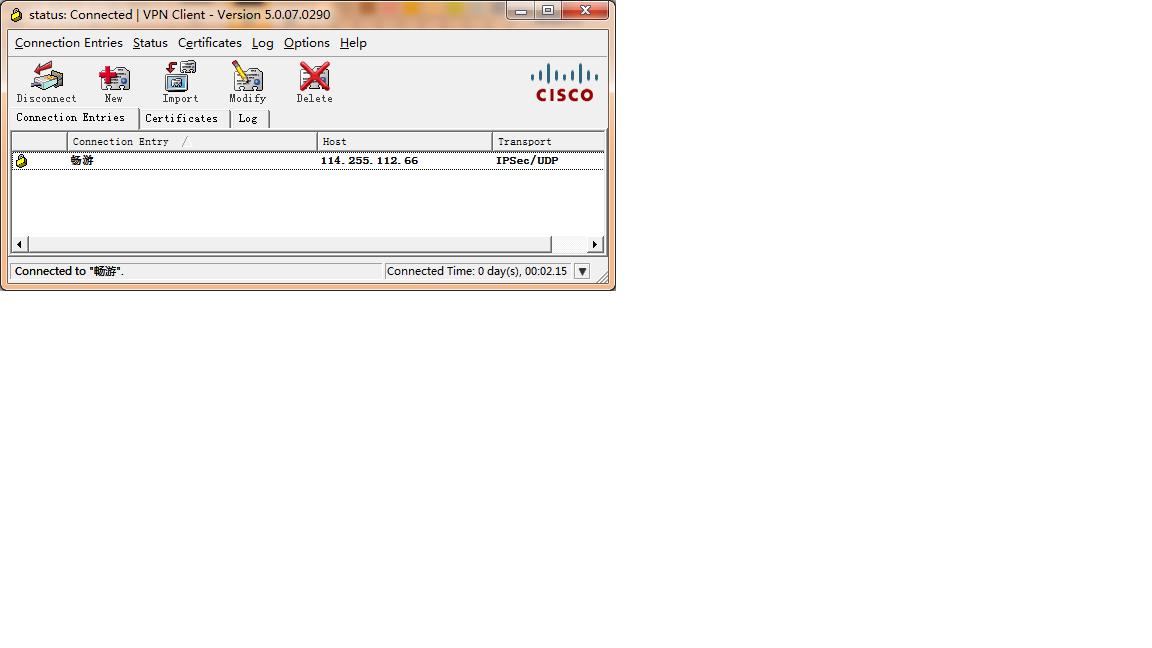 status: Connected | VPN Client - Version 5.0.07.0290
Connection Entries Status Certificates Log Options Help
Disconnect New Import Modify Delete
CISCO
Connection Entries Certificates Log
Connection Entry / Host Transport
畅游 114.255.112.66 IPSec/UDP
Connected to "畅游". Connected Time: 0 day(s), 00:02.15